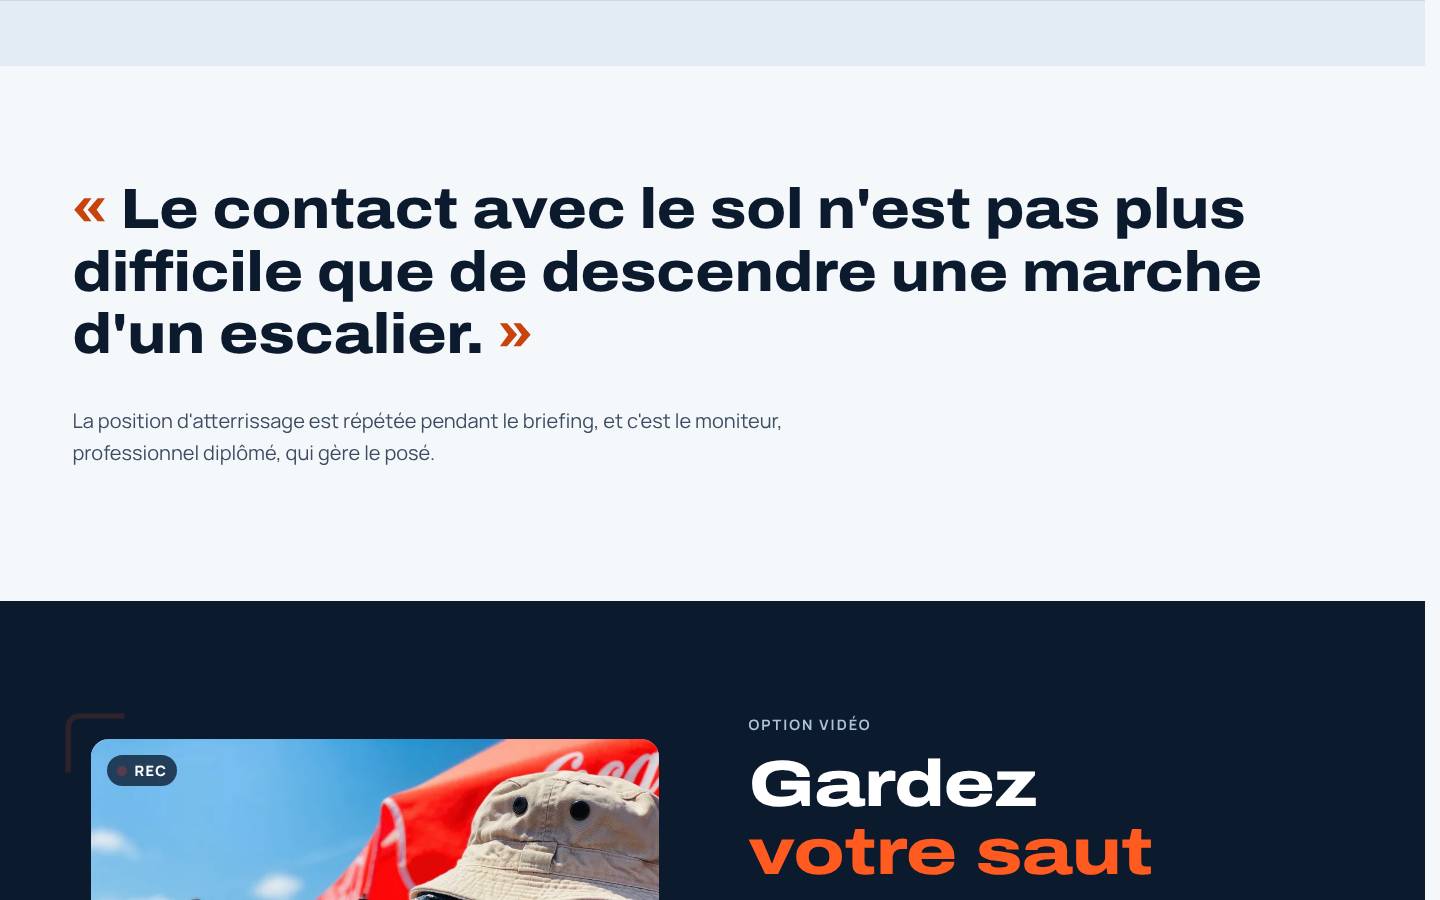 « Le contact avec le sol n'est pas plus
difficile que de descendre une marche
d'un escalier. »
La position d'atterrissage est répétée pendant le briefing, et c'est le moniteur,
professionnel diplômé, qui gère le posé.
REC
OPTION VIDÉO
Gardez
votre saut